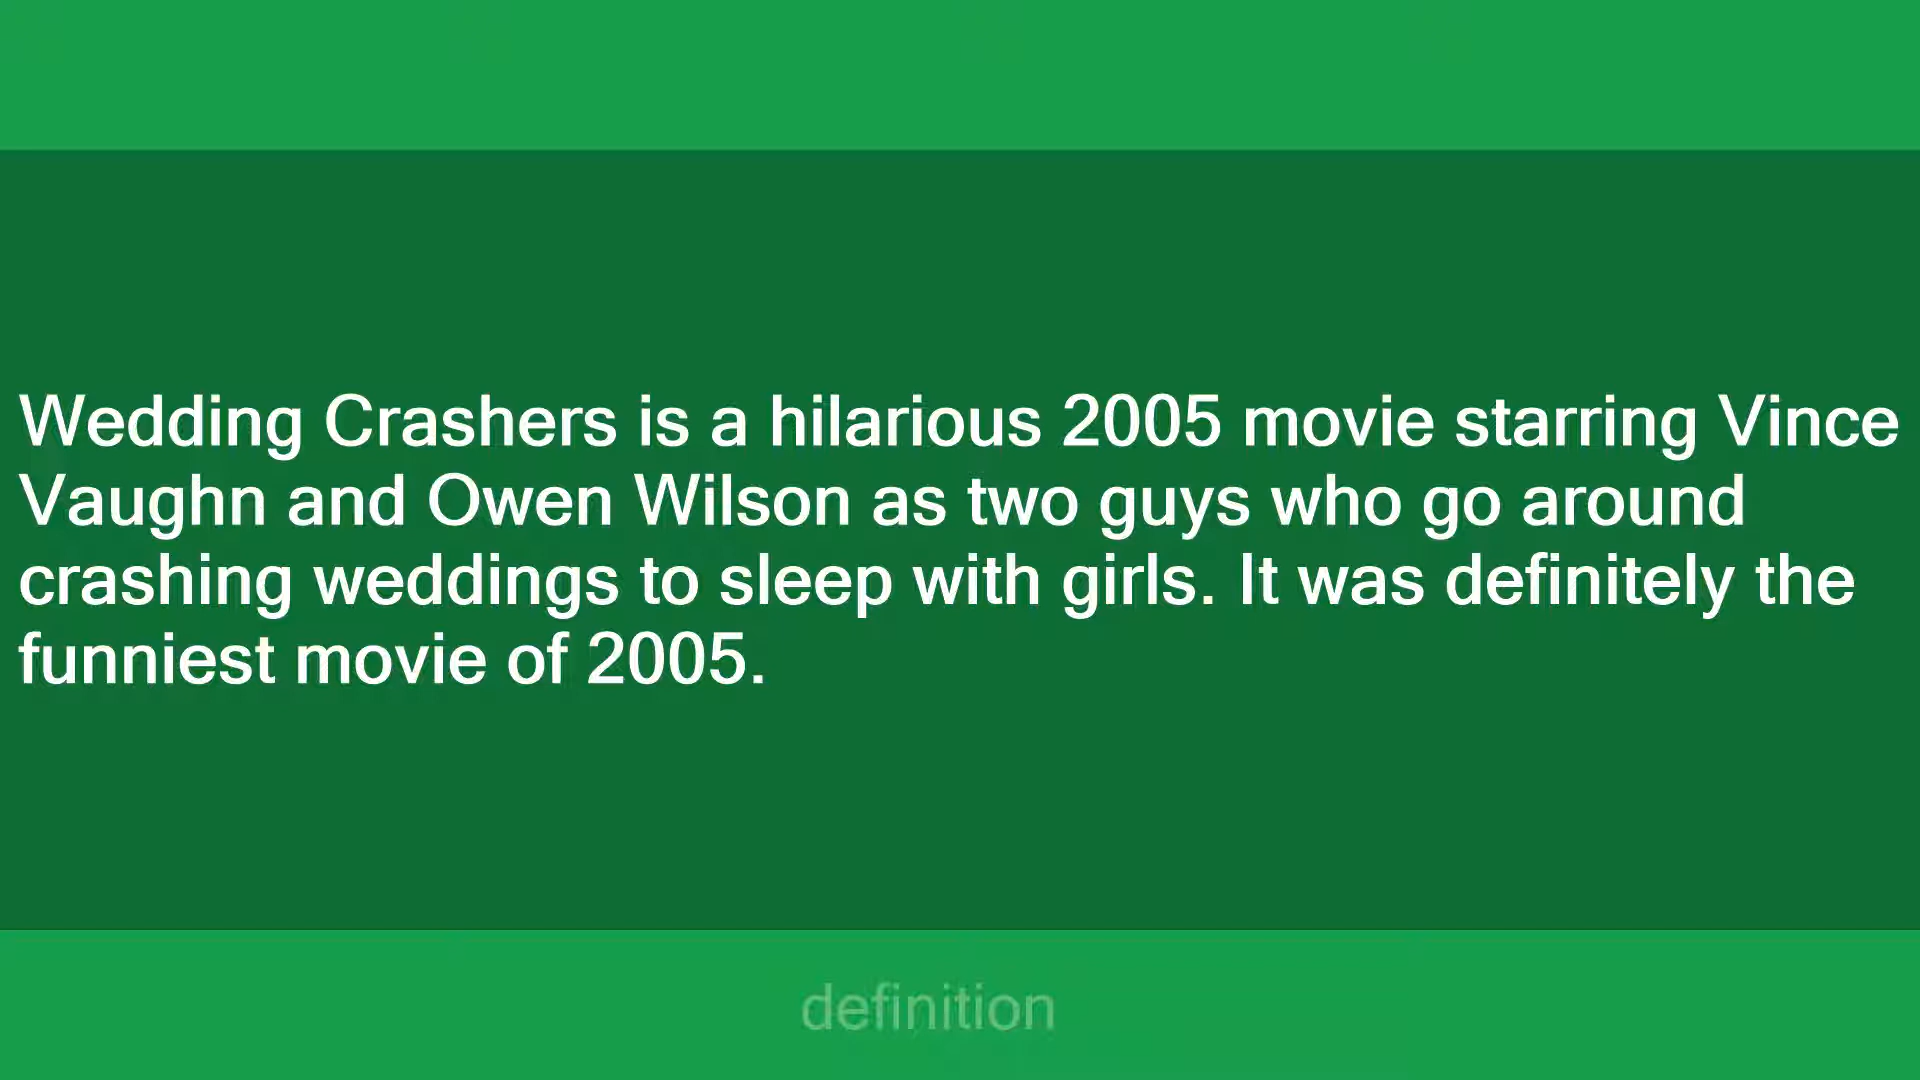 Wedding Crashers is a hilarious 2005 movie starring Vince
Vaughn and Owen Wilson as two guys who go around
crashing weddings to sleep with girls. It was definitely the
funniest movie of 2005.
definition